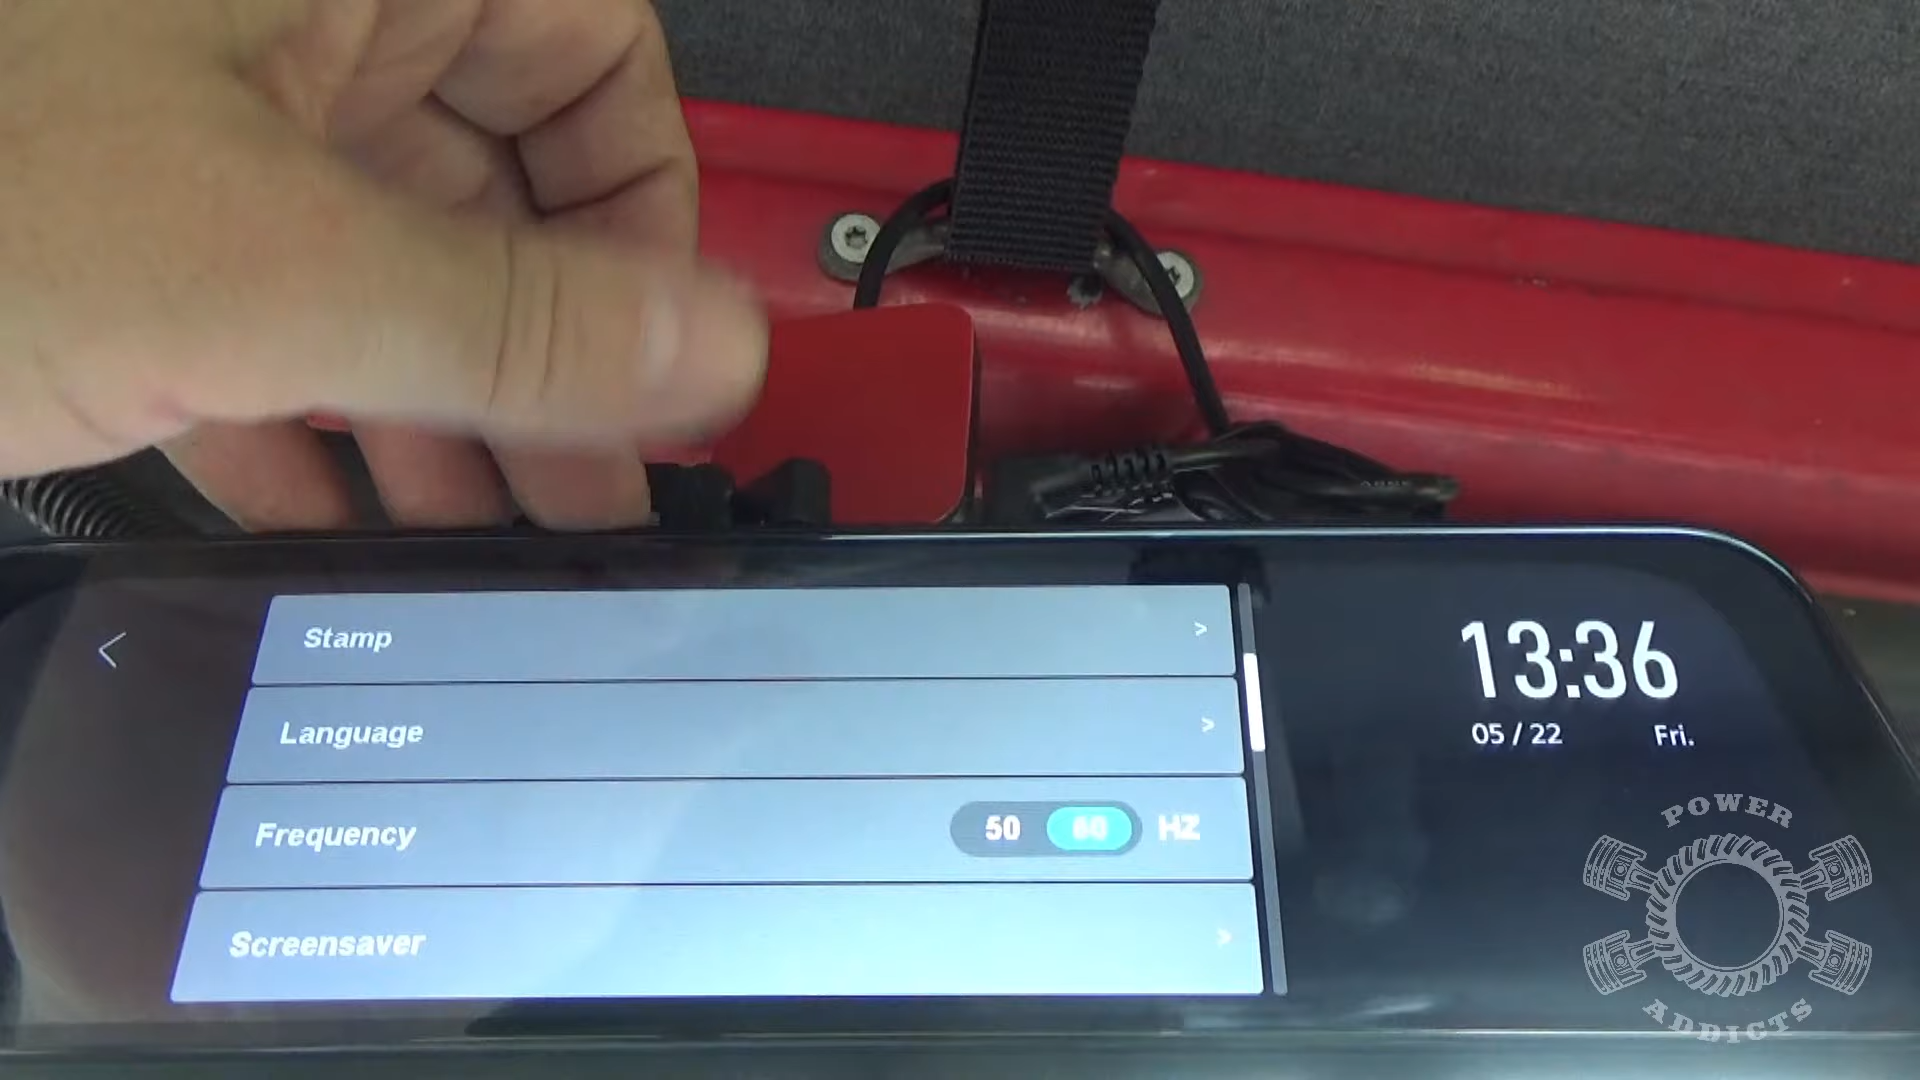 Stamp >
Language >
Frequency 50 60 HZ
Screensaver >
13:36
05 / 22 Fri.
POWER
ADDICTS